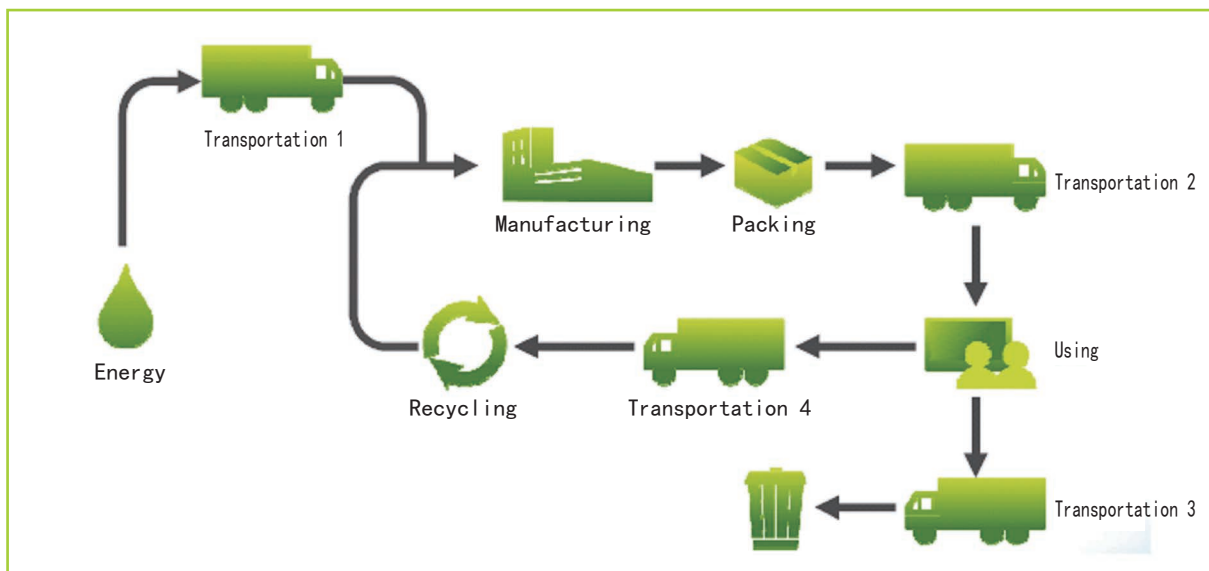 Transportation 1
Manufacturing
Packing
Transportation 2
Energy
Recycling
Transportation 4
Using
Transportation 3